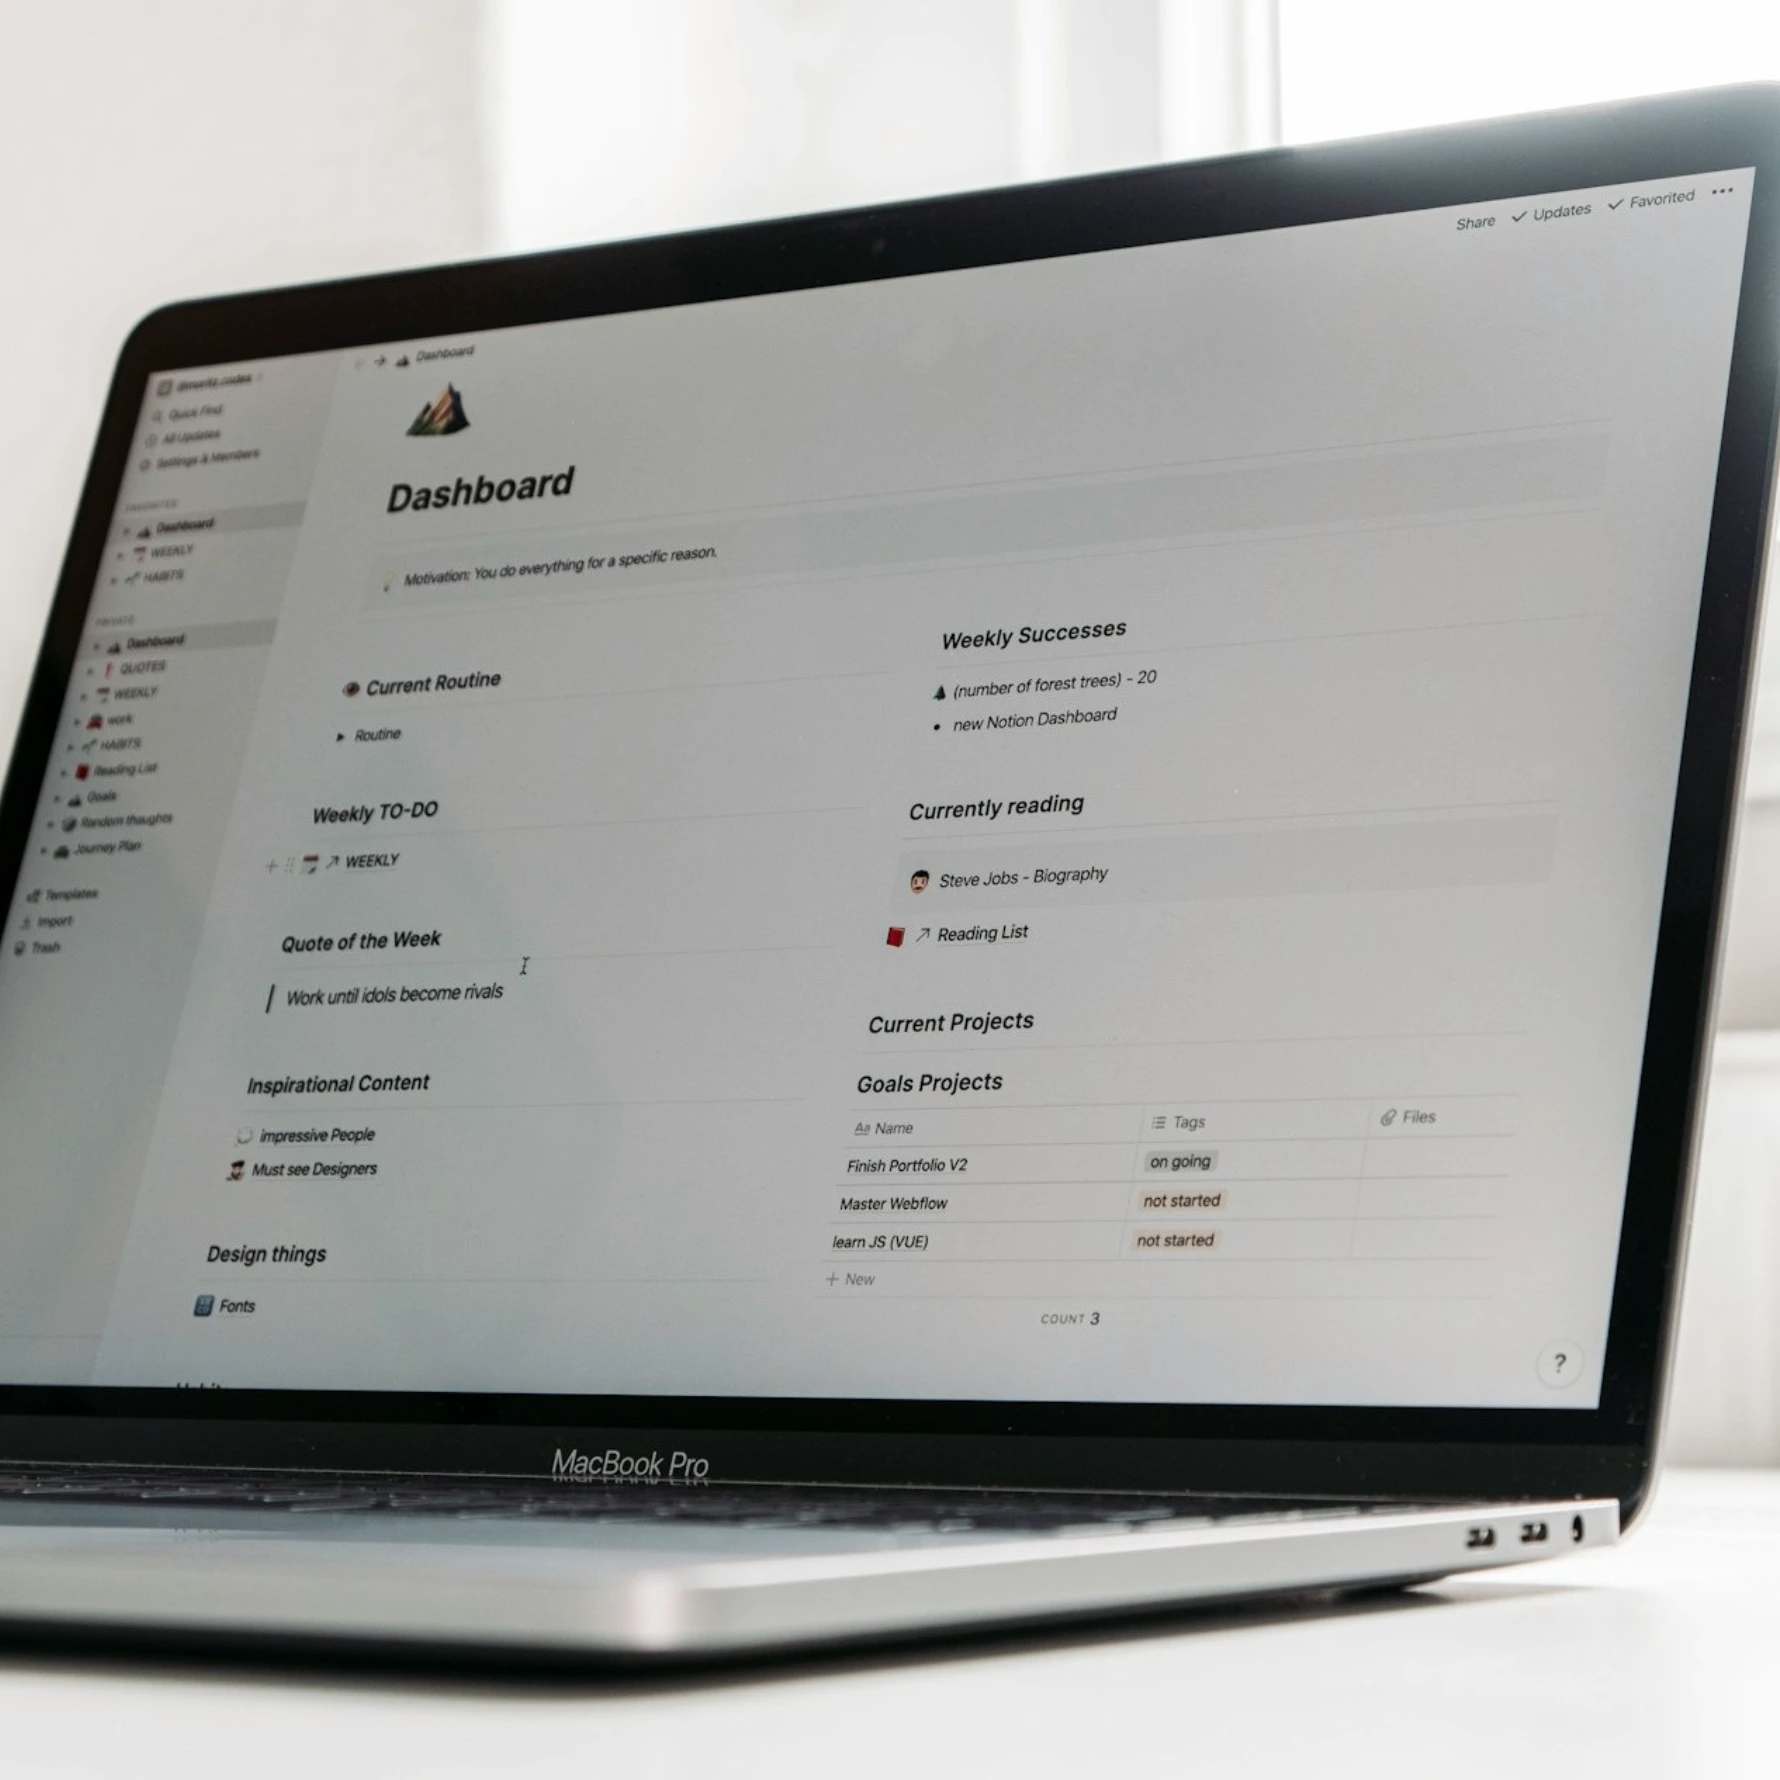 Share Updates Favorited
Dashboard
Quick Find
All Updates
Settings & Members
FAVORITES
Dashboard
WEEKLY
HABITS
PRIVATE
Dashboard
QUOTES
WEEKLY
work
HABITS
Reading List
Goals
Random thoughts
Journey Plan
Templates
Import
Trash
Dashboard
Motivation: You do everything for a specific reason.
Current Routine
Routine
Weekly TO-DO
WEEKLY
Quote of the Week
Work until idols become rivals
Inspirational Content
impressive People
Must see Designers
Design things
Fonts
Weekly Successes
(number of forest trees) - 20
new Notion Dashboard
Currently reading
Steve Jobs - Biography
Reading List
Current Projects
Goals Projects
Aa Name Tags Files
Finish Portfolio V2 on going
Master Webflow not started
learn JS (VUE) not started
+ New
COUNT 3
?
MacBook Pro